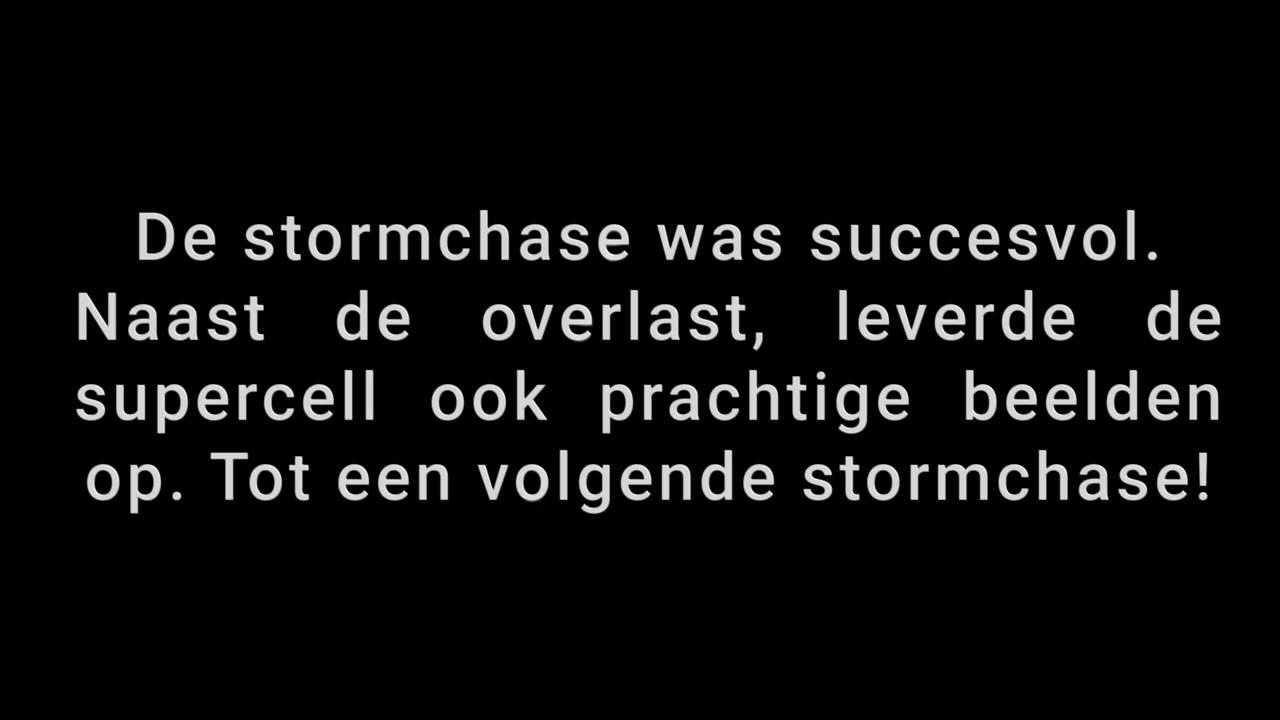 De stormchase was succesvol.
Naast de overlast, leverde de
supercell ook prachtige beelden
op. Tot een volgende stormchase!